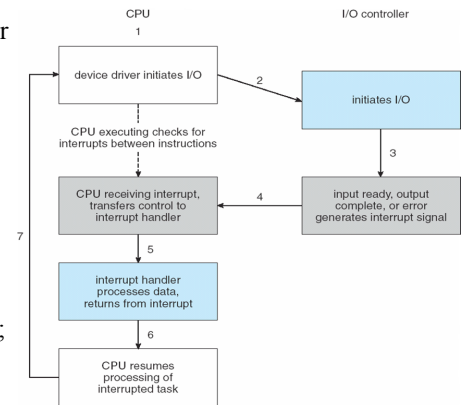 CPU
I/O controller
r
1
device driver initiates I/O
2
initiates I/O
CPU executing checks for
interrupts between instructions
3
CPU receiving interrupt,
transfers control to
interrupt handler
4
input ready, output
complete, or error
generates interrupt signal
7
5
interrupt handler
processes data,
returns from interrupt
;
6
CPU resumes
processing of
interrupted task